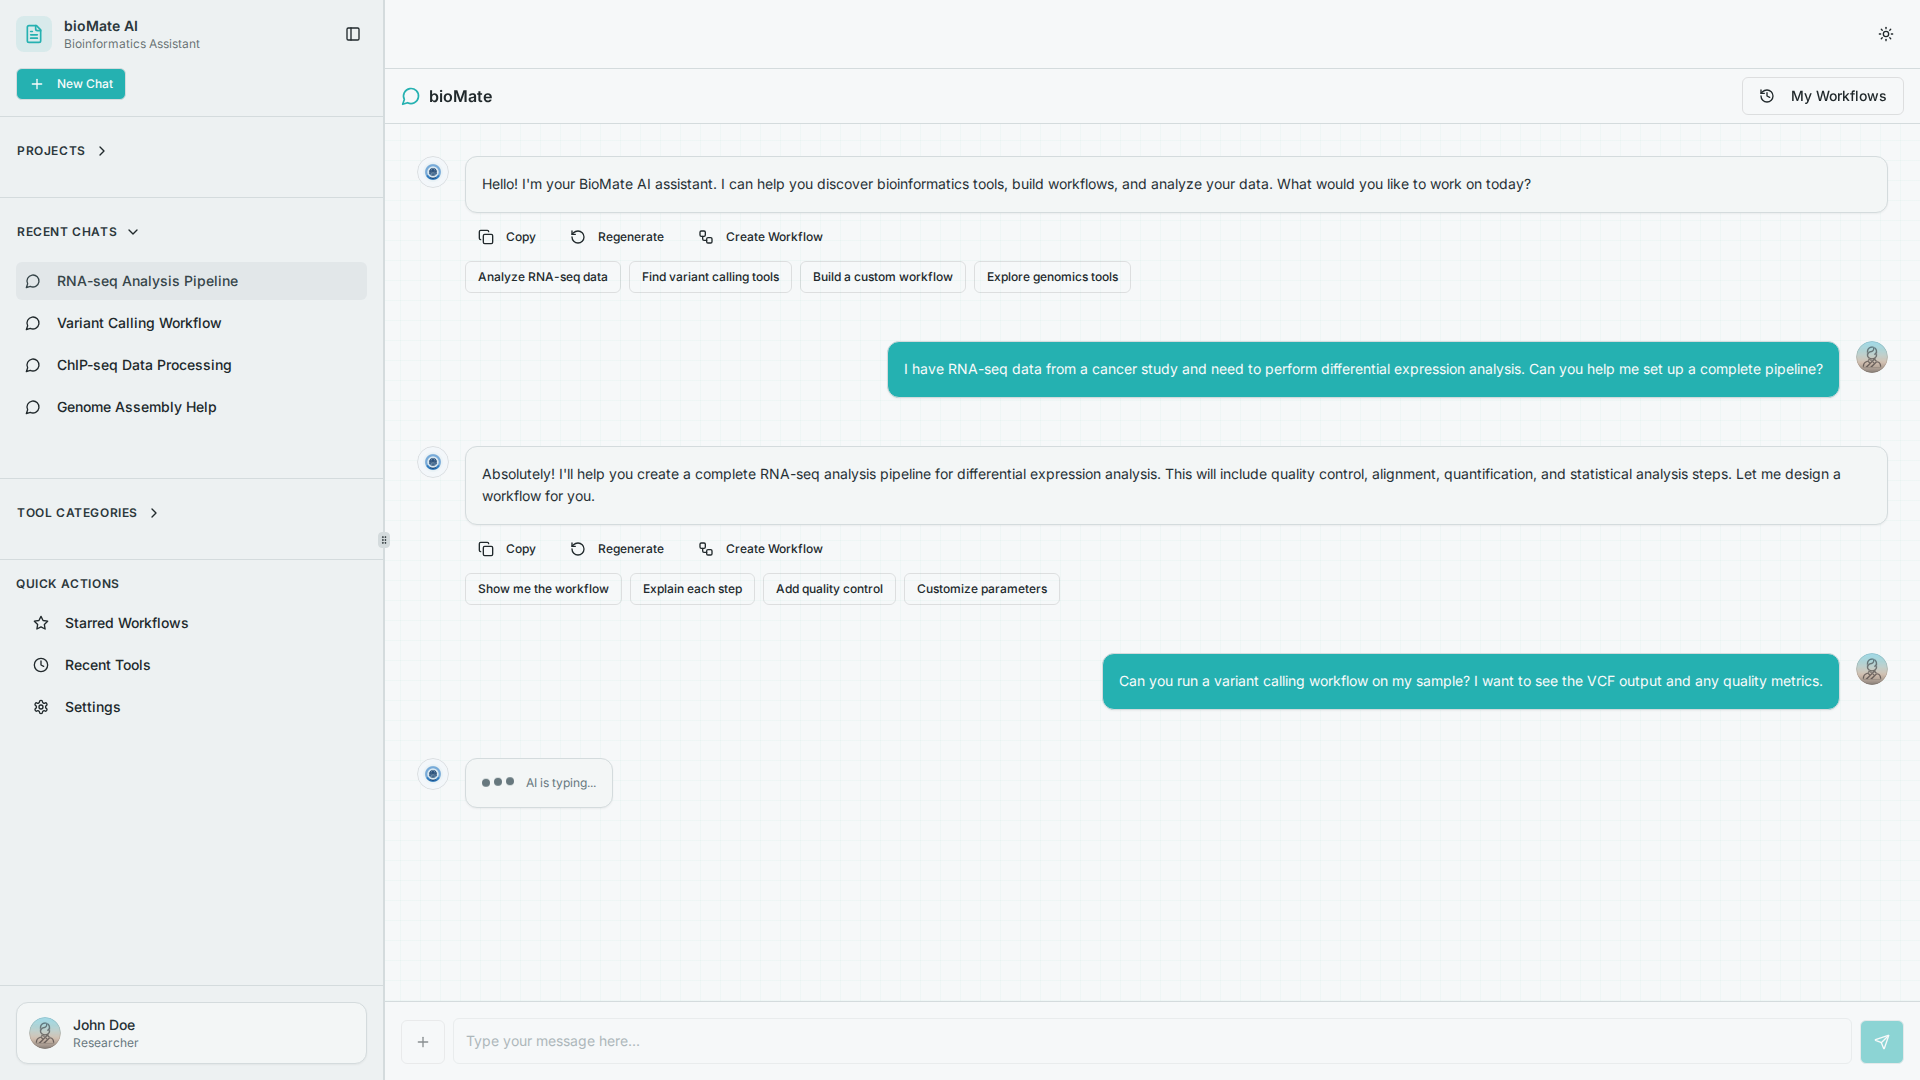 bioMate AI
Bioinformatics Assistant
New Chat
PROJECTS
RECENT CHATS
RNA-seq Analysis Pipeline
Variant Calling Workflow
ChIP-seq Data Processing
Genome Assembly Help
TOOL CATEGORIES
QUICK ACTIONS
Starred Workflows
Recent Tools
Settings
John Doe
Researcher
bioMate
My Workflows
Hello! I'm your BioMate AI assistant. I can help you discover bioinformatics tools, build workflows, and analyze your data. What would you like to work on today?
Copy Regenerate Create Workflow
Analyze RNA-seq data Find variant calling tools Build a custom workflow Explore genomics tools
I have RNA-seq data from a cancer study and need to perform differential expression analysis. Can you help me set up a complete pipeline?
Absolutely! I'll help you create a complete RNA-seq analysis pipeline for differential expression analysis. This will include quality control, alignment, quantification, and statistical analysis steps. Let me design a
workflow for you.
Copy Regenerate Create Workflow
Show me the workflow Explain each step Add quality control Customize parameters
Can you run a variant calling workflow on my sample? I want to see the VCF output and any quality metrics.
AI is typing...
Type your message here...